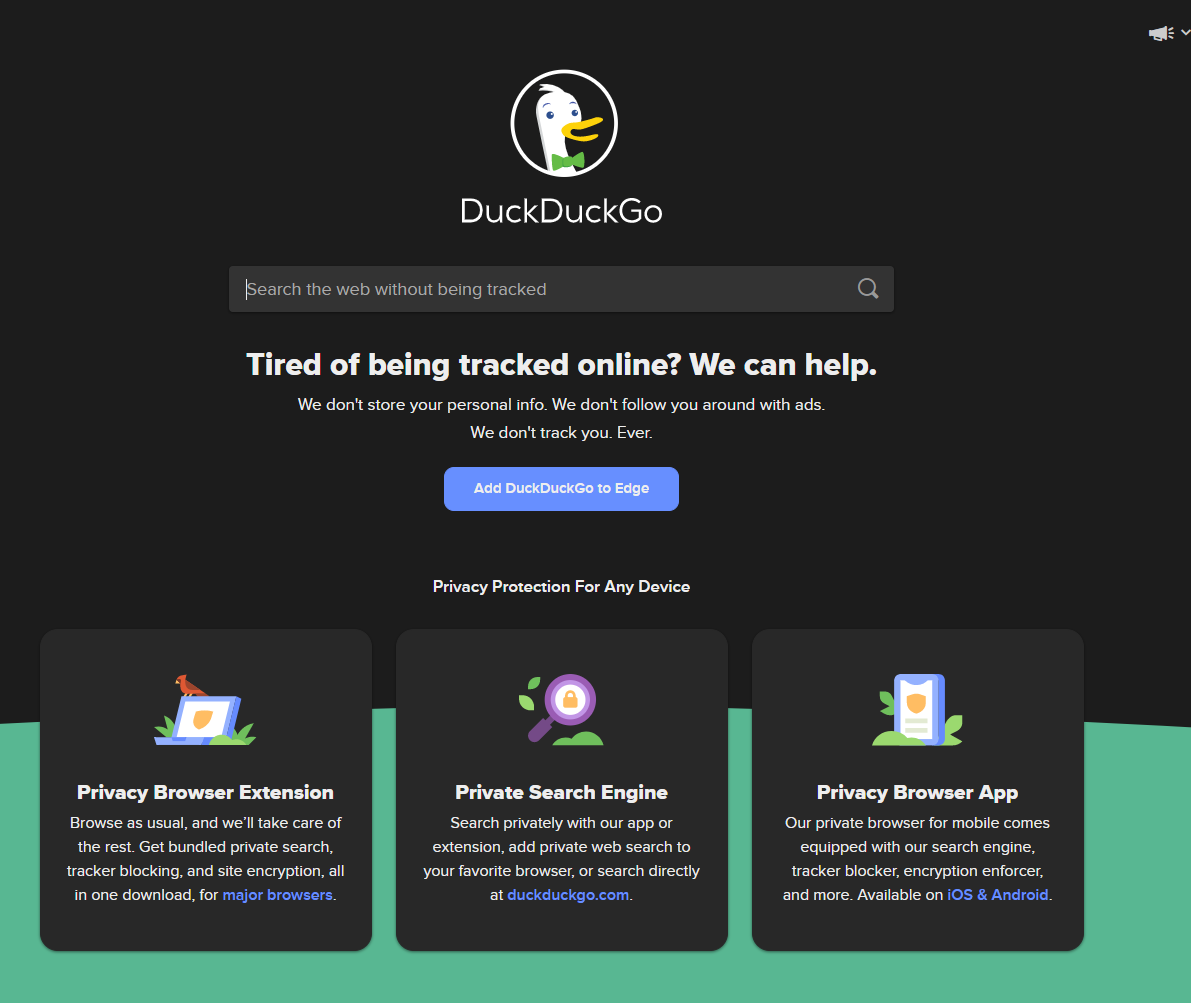 DuckDuckGo
Search the web without being tracked
Tired of being tracked online? We can help.
We don't store your personal info. We don't follow you around with ads.
We don't track you. Ever.
Add DuckDuckGo to Edge
Privacy Protection For Any Device
Privacy Browser Extension
Browse as usual, and we’ll take care of
the rest. Get bundled private search,
tracker blocking, and site encryption, all
in one download, for major browsers.
Private Search Engine
Search privately with our app or
extension, add private web search to
your favorite browser, or search directly
at duckduckgo.com.
Privacy Browser App
Our private browser for mobile comes
equipped with our search engine,
tracker blocker, encryption enforcer,
and more. Available on iOS & Android.